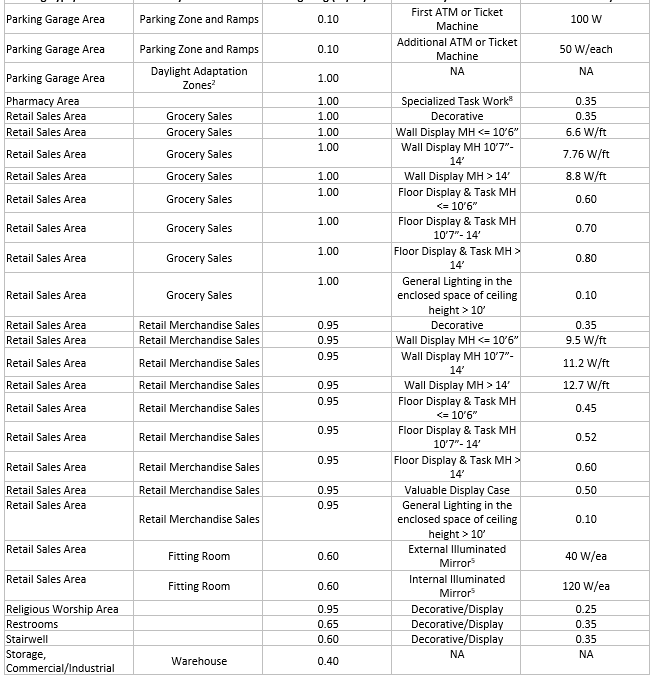 Parking Garage Area Parking Zone and Ramps 0.10 First ATM or Ticket Machine 100 W
Parking Garage Area Parking Zone and Ramps 0.10 Additional ATM or Ticket Machine 50 W/each
Parking Garage Area Daylight Adaptation Zones² 1.00 NA NA
Pharmacy Area 1.00 Specialized Task Work⁸ 0.35
Retail Sales Area Grocery Sales 1.00 Decorative 0.35
Retail Sales Area Grocery Sales 1.00 Wall Display MH <= 10’6” 6.6 W/ft
Retail Sales Area Grocery Sales 1.00 Wall Display MH 10’7”- 14’ 7.76 W/ft
Retail Sales Area Grocery Sales 1.00 Wall Display MH > 14’ 8.8 W/ft
Retail Sales Area Grocery Sales 1.00 Floor Display & Task MH <= 10’6” 0.60
Retail Sales Area Grocery Sales 1.00 Floor Display & Task MH 10’7”- 14’ 0.70
Retail Sales Area Grocery Sales 1.00 Floor Display & Task MH > 14’ 0.80
Retail Sales Area Grocery Sales 1.00 General Lighting in the enclosed space of ceiling height > 10’ 0.10
Retail Sales Area Retail Merchandise Sales 0.95 Decorative 0.35
Retail Sales Area Retail Merchandise Sales 0.95 Wall Display MH <= 10’6” 9.5 W/ft
Retail Sales Area Retail Merchandise Sales 0.95 Wall Display MH 10’7”- 14’ 11.2 W/ft
Retail Sales Area Retail Merchandise Sales 0.95 Wall Display MH > 14’ 12.7 W/ft
Retail Sales Area Retail Merchandise Sales 0.95 Floor Display & Task MH <= 10’6” 0.45
Retail Sales Area Retail Merchandise Sales 0.95 Floor Display & Task MH 10’7”- 14’ 0.52
Retail Sales Area Retail Merchandise Sales 0.95 Floor Display & Task MH > 14’ 0.60
Retail Sales Area Retail Merchandise Sales 0.95 Valuable Display Case 0.50
Retail Sales Area Retail Merchandise Sales 0.95 General Lighting in the enclosed space of ceiling height > 10’ 0.10
Retail Sales Area Fitting Room 0.60 External Illuminated Mirror⁵ 40 W/ea
Retail Sales Area Fitting Room 0.60 Internal Illuminated Mirror⁵ 120 W/ea
Religious Worship Area 0.95 Decorative/Display 0.25
Restrooms 0.65 Decorative/Display 0.35
Stairwell 0.60 Decorative/Display 0.35
Storage, Commercial/Industrial Warehouse 0.40 NA NA